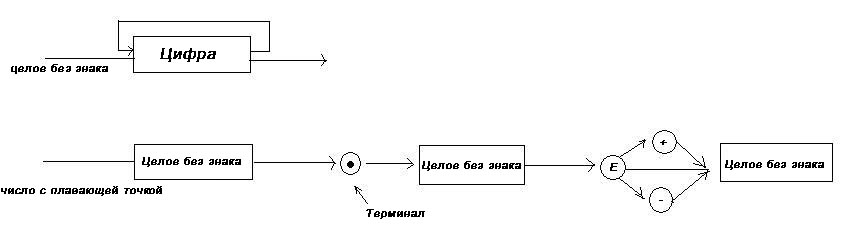 Цифра
целое без знака
Целое без знака
Целое без знака
E
+
-
Целое без знака
число с плавающей точкой
Терминал